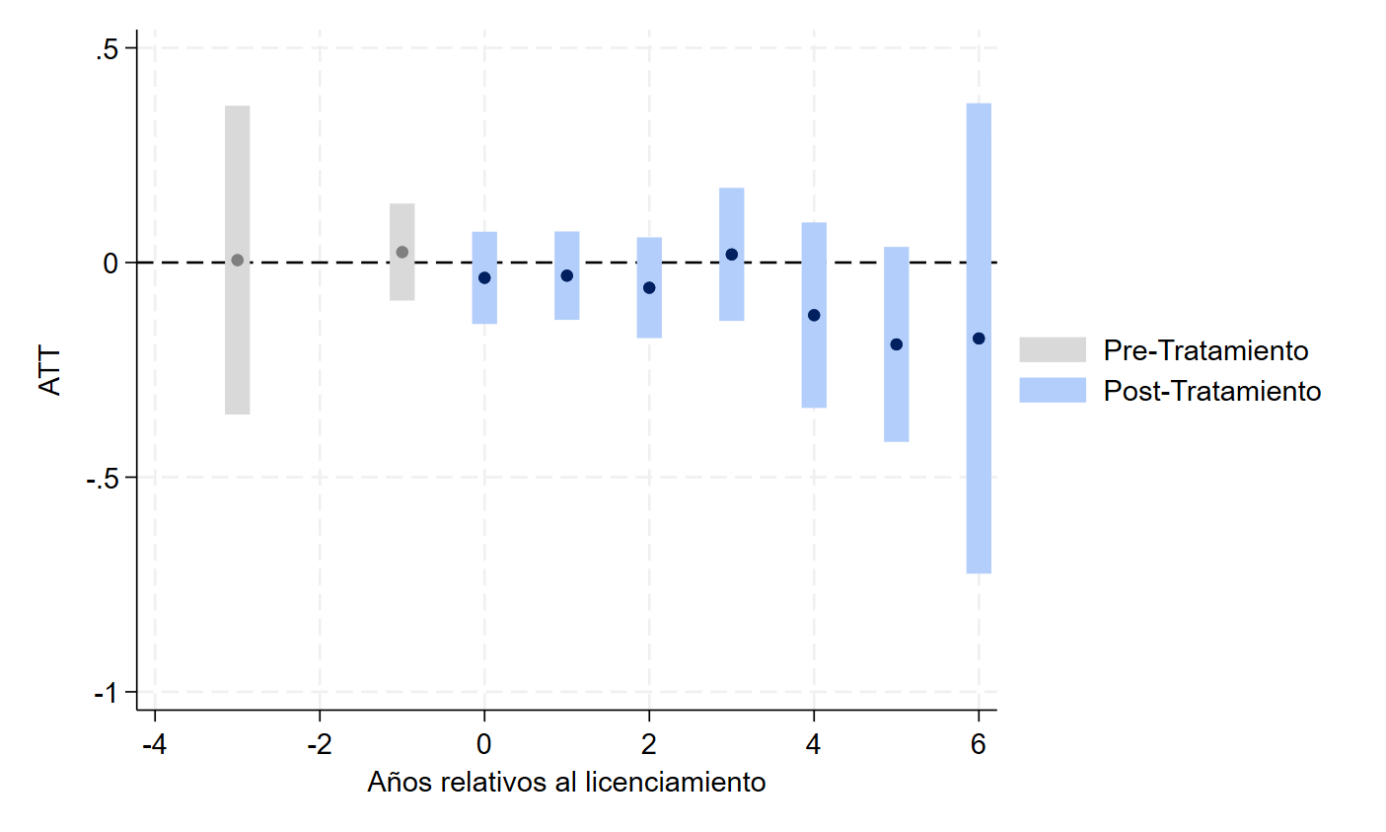 .5
0
-.5
-1
ATT
-4 -2 0 2 4 6
Años relativos al licenciamiento
Pre-Tratamiento
Post-Tratamiento